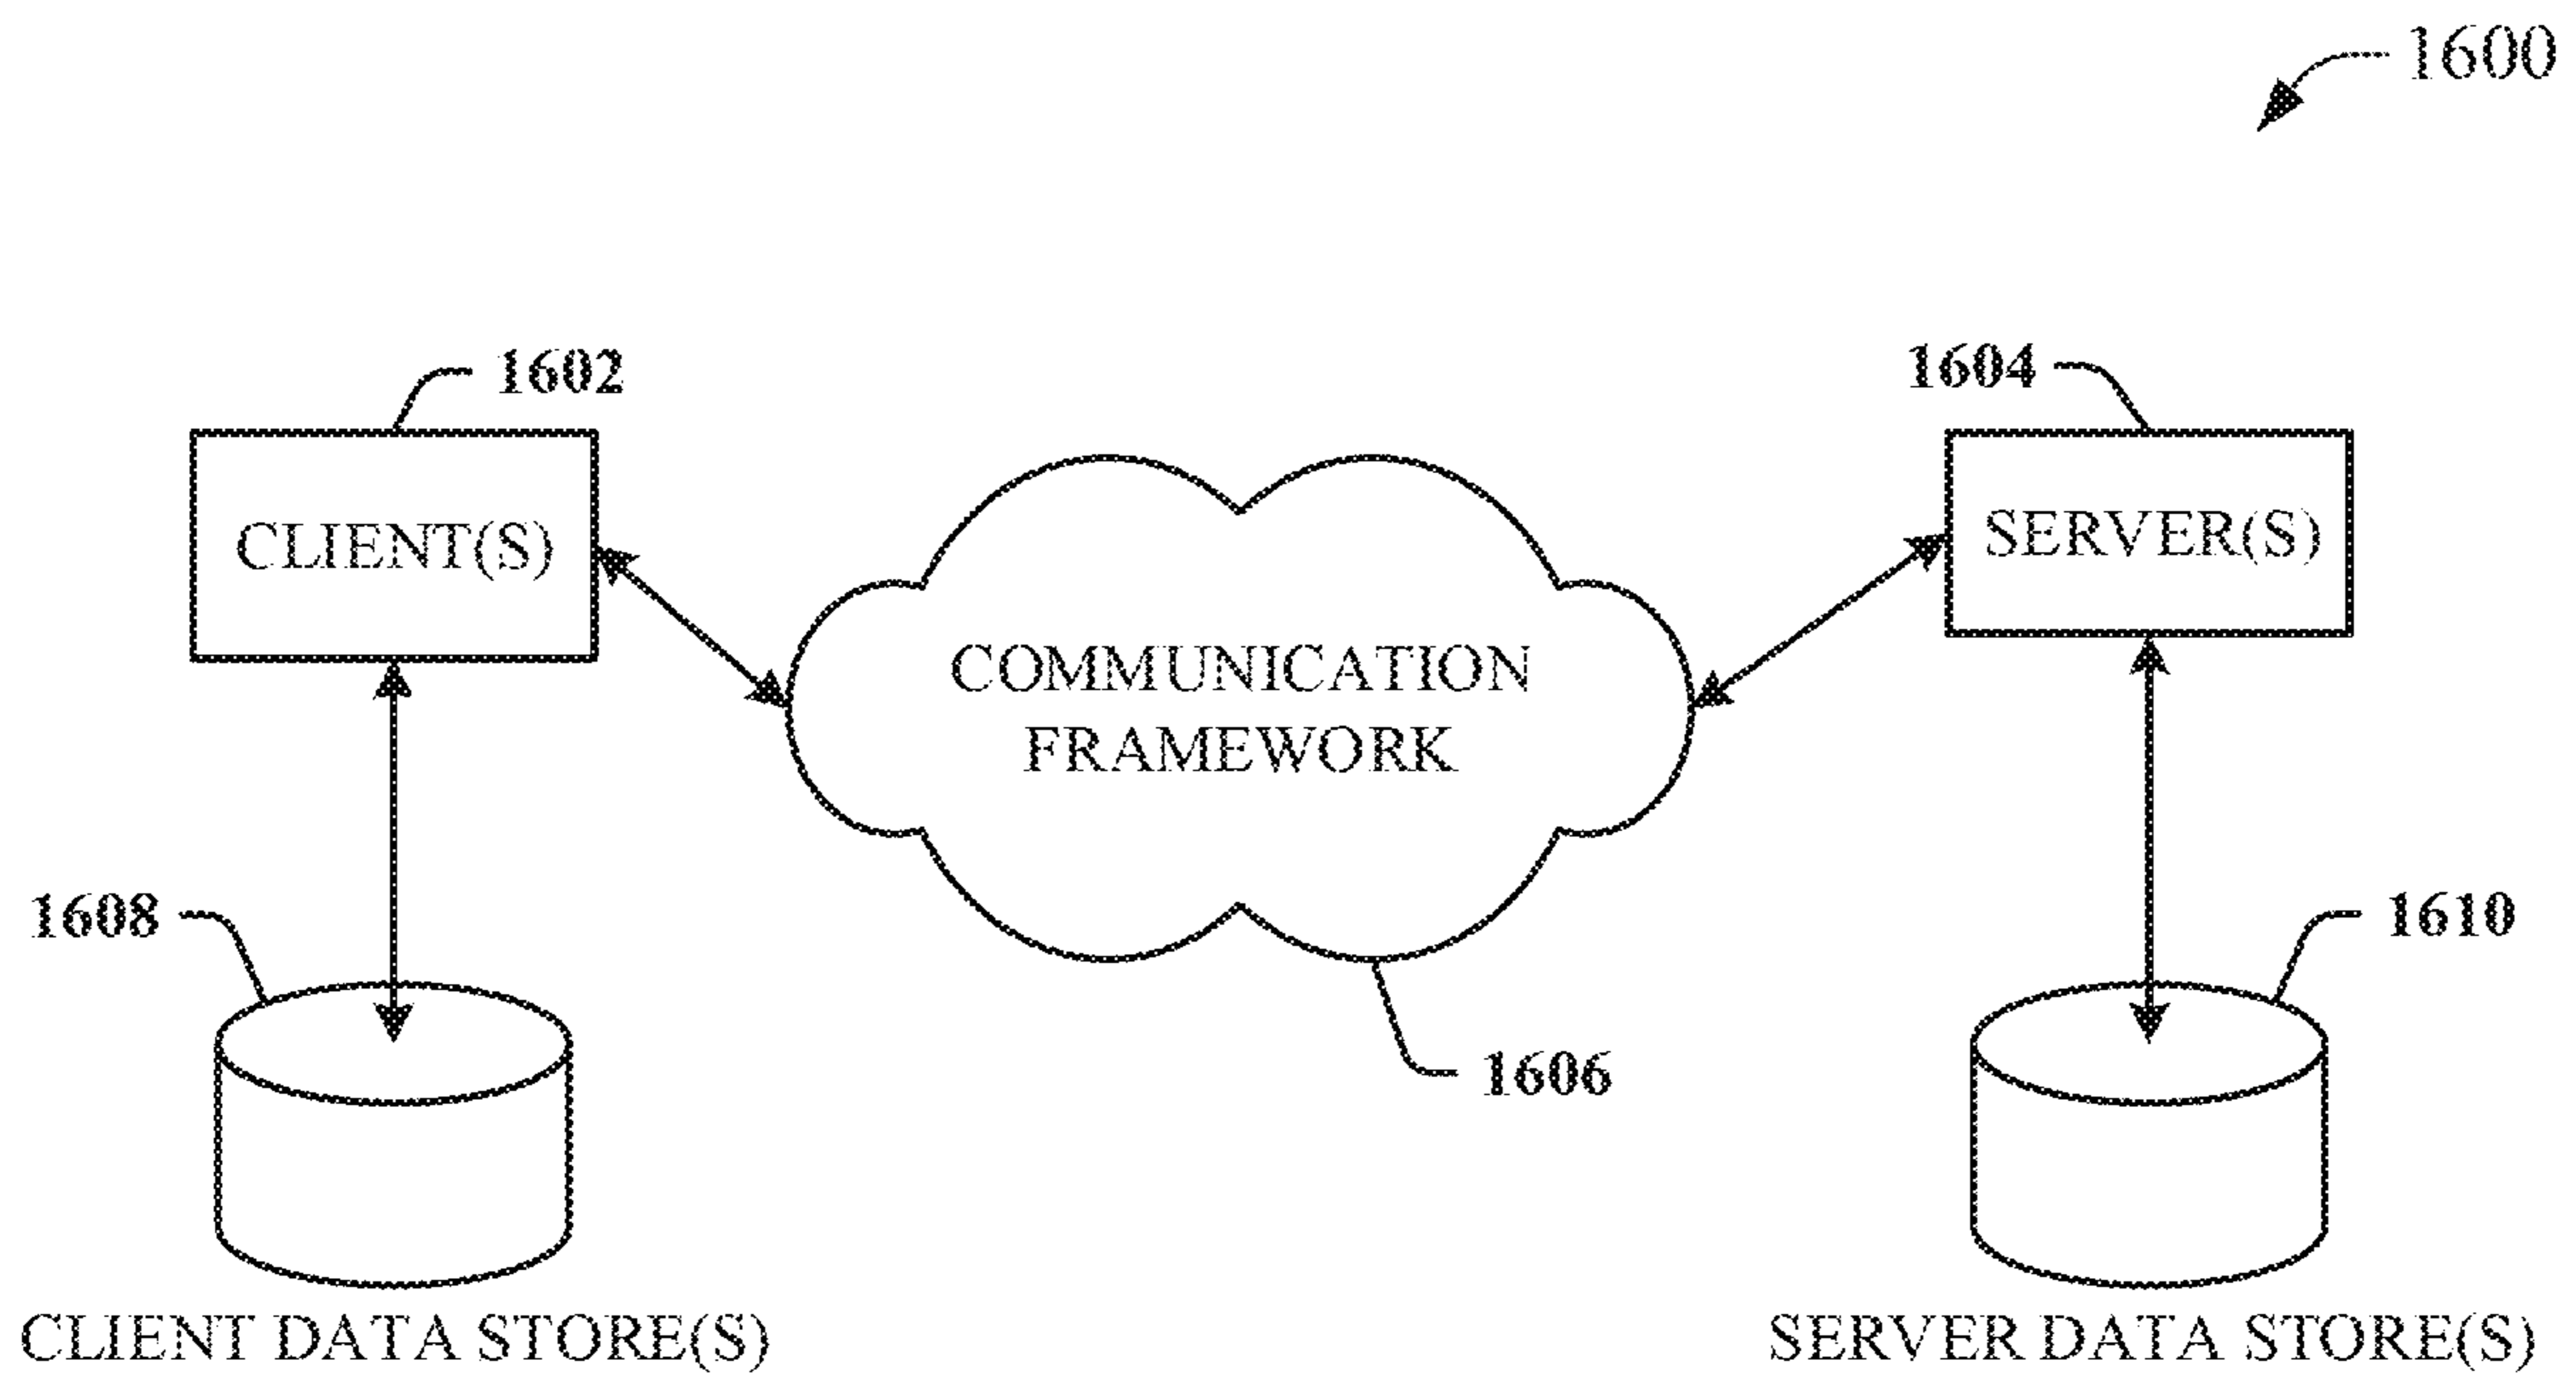 1600
1602
1604
CLIENT(S)
SERVER(S)
COMMUNICATION
FRAMEWORK
1608
1610
1606
CLIENT DATA STORE(S)
SERVER DATA STORE(S)